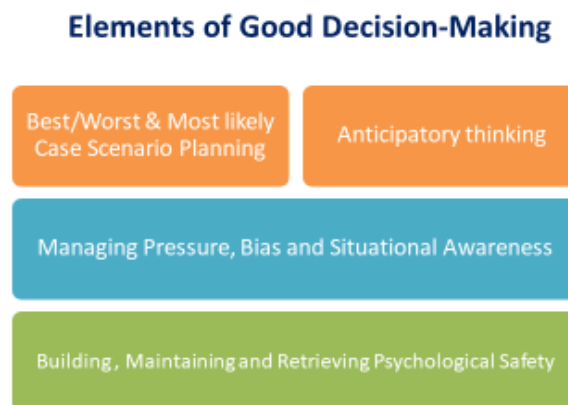 Elements of Good Decision-Making
Best/Worst & Most likely
Case Scenario Planning
Anticipatory thinking
Managing Pressure, Bias and Situational Awareness
Building, Maintaining and Retrieving Psychological Safety